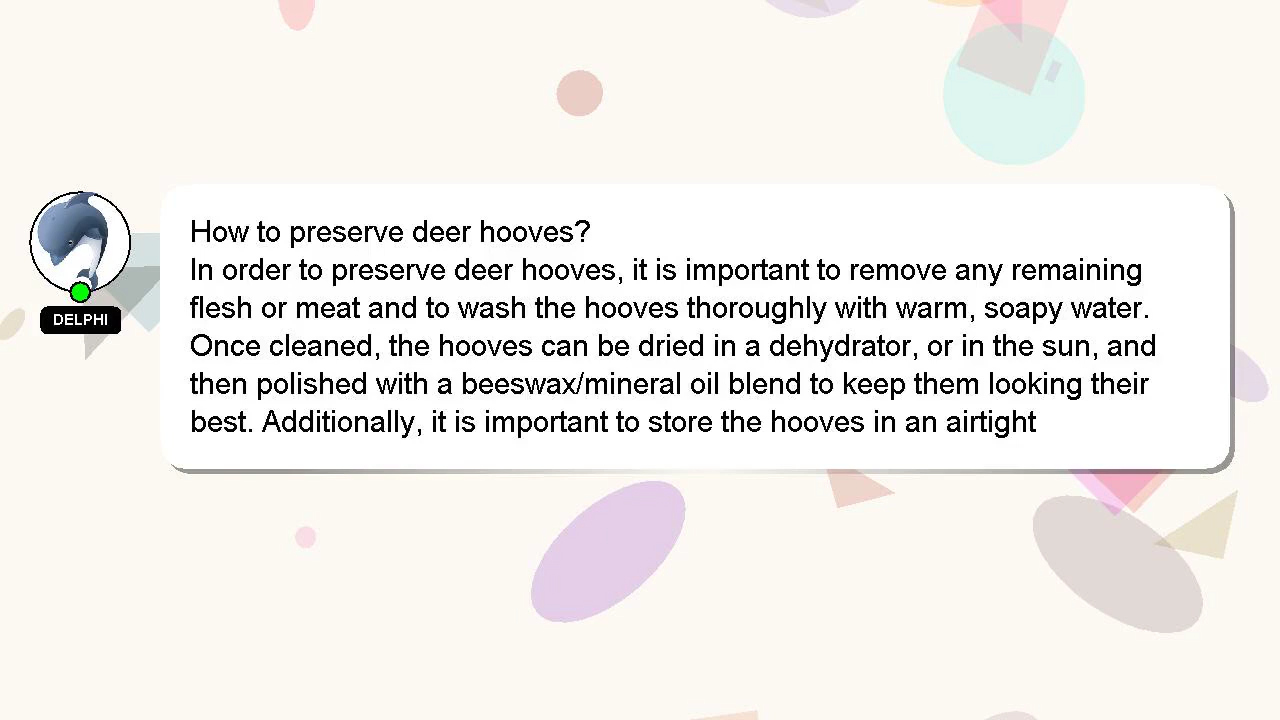 How to preserve deer hooves?
In order to preserve deer hooves, it is important to remove any remaining
flesh or meat and to wash the hooves thoroughly with warm, soapy water.
Once cleaned, the hooves can be dried in a dehydrator, or in the sun, and
then polished with a beeswax/mineral oil blend to keep them looking their
best. Additionally, it is important to store the hooves in an airtight
DELPHI